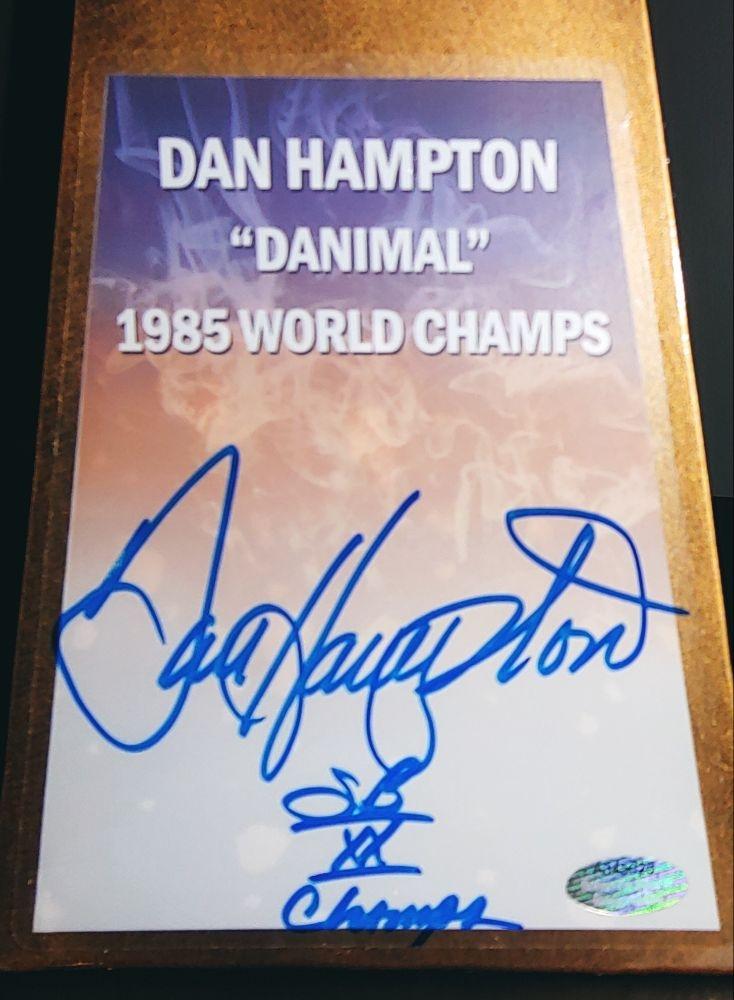 DAN HAMPTON
“DANIMAL”
1985 WORLD CHAMPS
Dan Hampton
SB
XX
Champs